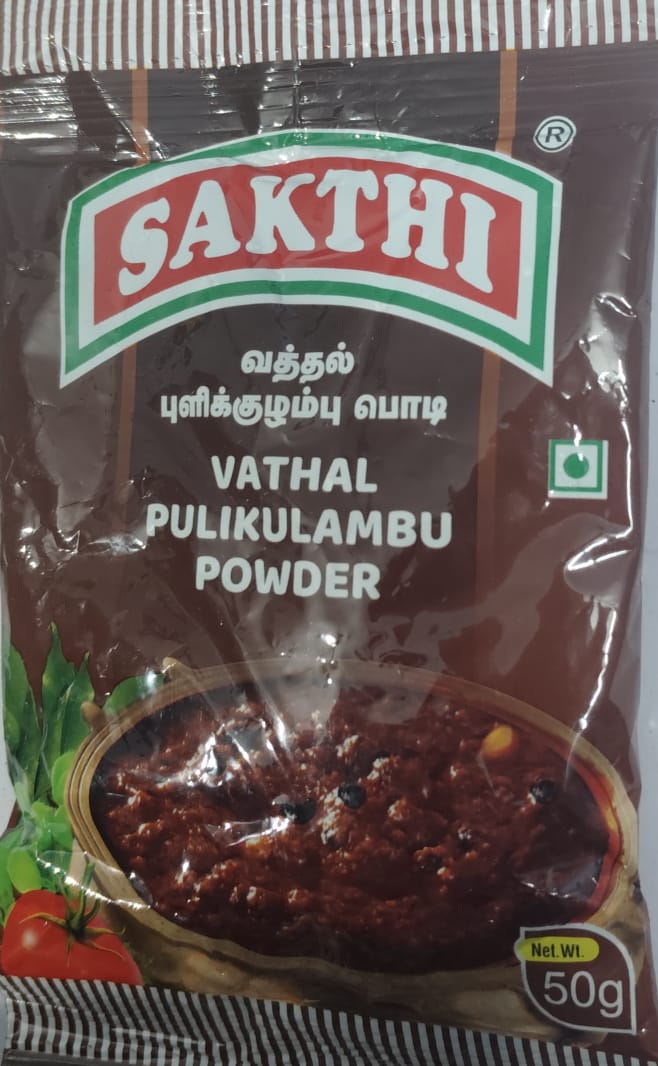 ®
SAKTHI
வத்தல்
புளிக்குழம்பு பொடி
VATHAL
PULIKULAMBU
POWDER
Net.Wt.
50g